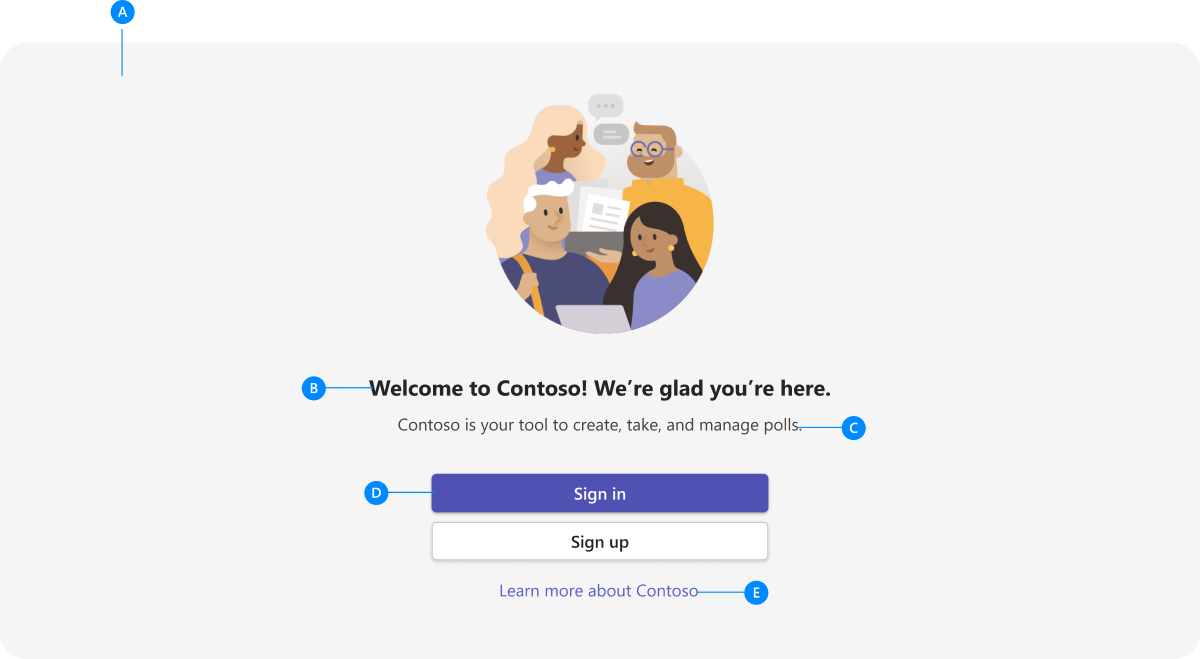 A
B
Welcome to Contoso! We’re glad you’re here.
Contoso is your tool to create, take, and manage polls.
C
D
Sign in
Sign up
Learn more about Contoso
E